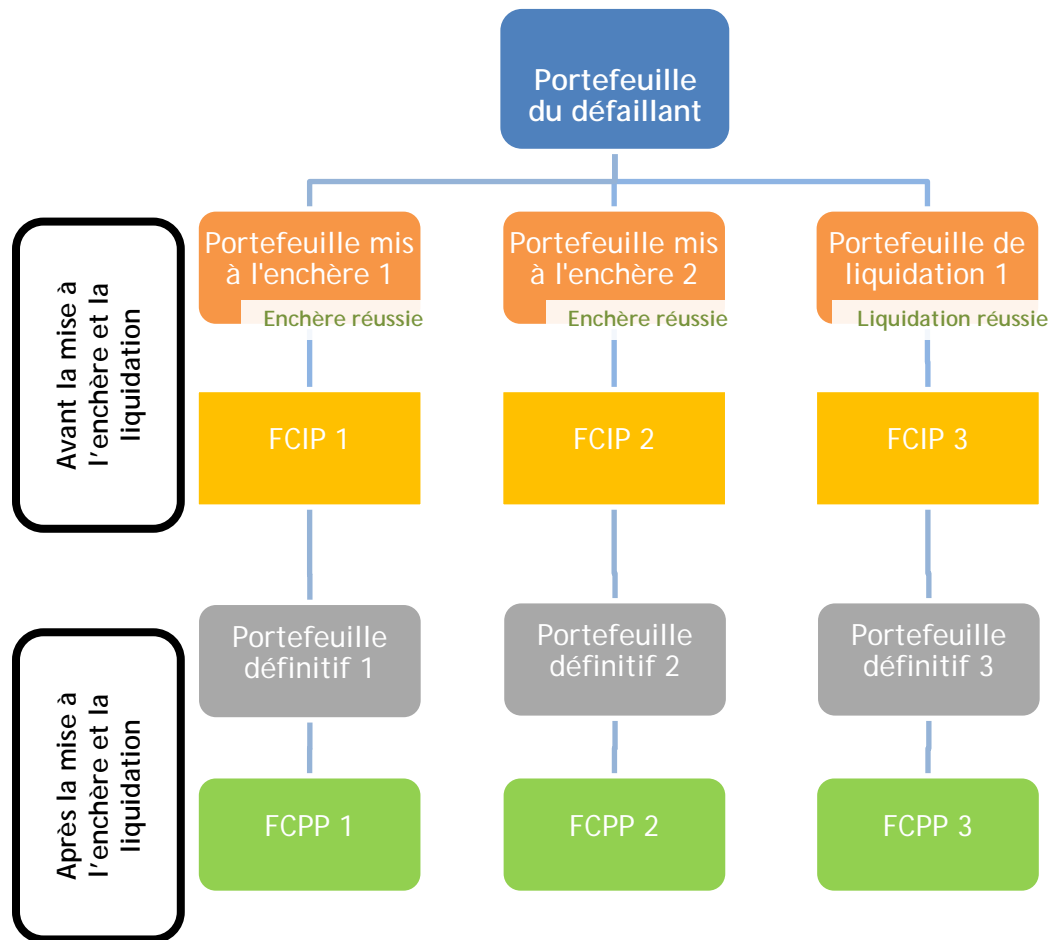 Portefeuille
du défaillant
Avant la mise à
l’enchère et la
liquidation
Portefeuille mis
à l'enchère 1
Enchère réussie
Portefeuille mis
à l'enchère 2
Enchère réussie
Portefeuille de
liquidation 1
Liquidation réussie
FCIP 1
FCIP 2
FCIP 3
Après la mise à
l’enchère et la
liquidation
Portefeuille
définitif 1
Portefeuille
définitif 2
Portefeuille
définitif 3
FCPP 1
FCPP 2
FCPP 3